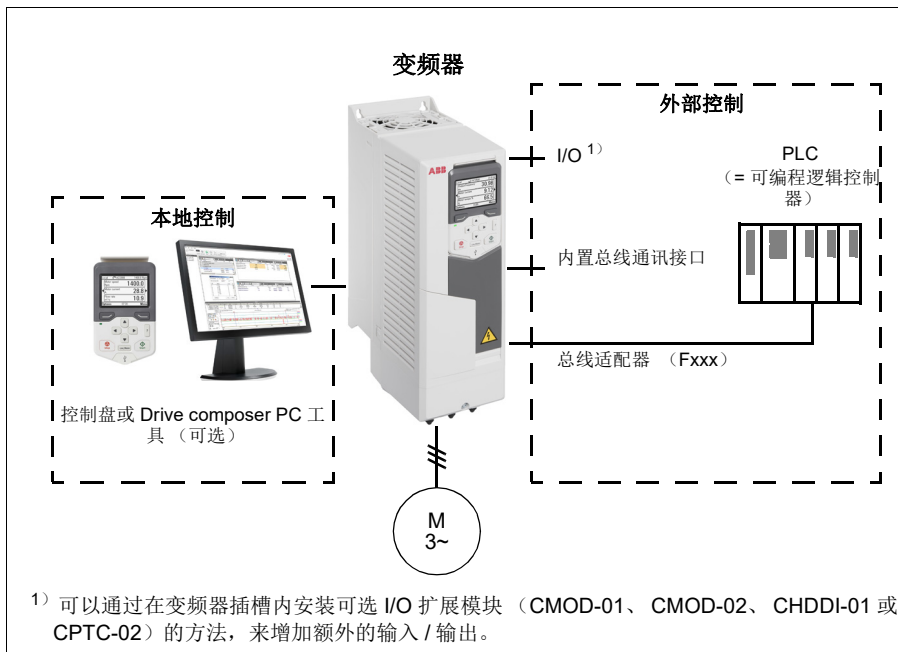 变频器
外部控制
I/O 1）
PLC
（= 可编程逻辑控制
器）
本地控制
ABB
内置总线通讯接口
总线适配器 （Fxxx）
控制盘或 Drive composer PC 工
具 （可选）
M
3~
1） 可以通过在变频器插槽内安装可选 I/O 扩展模块 （CMOD-01、 CMOD-02、 CHDDI-01 或
CPTC-02）的方法，来增加额外的输入 / 输出。